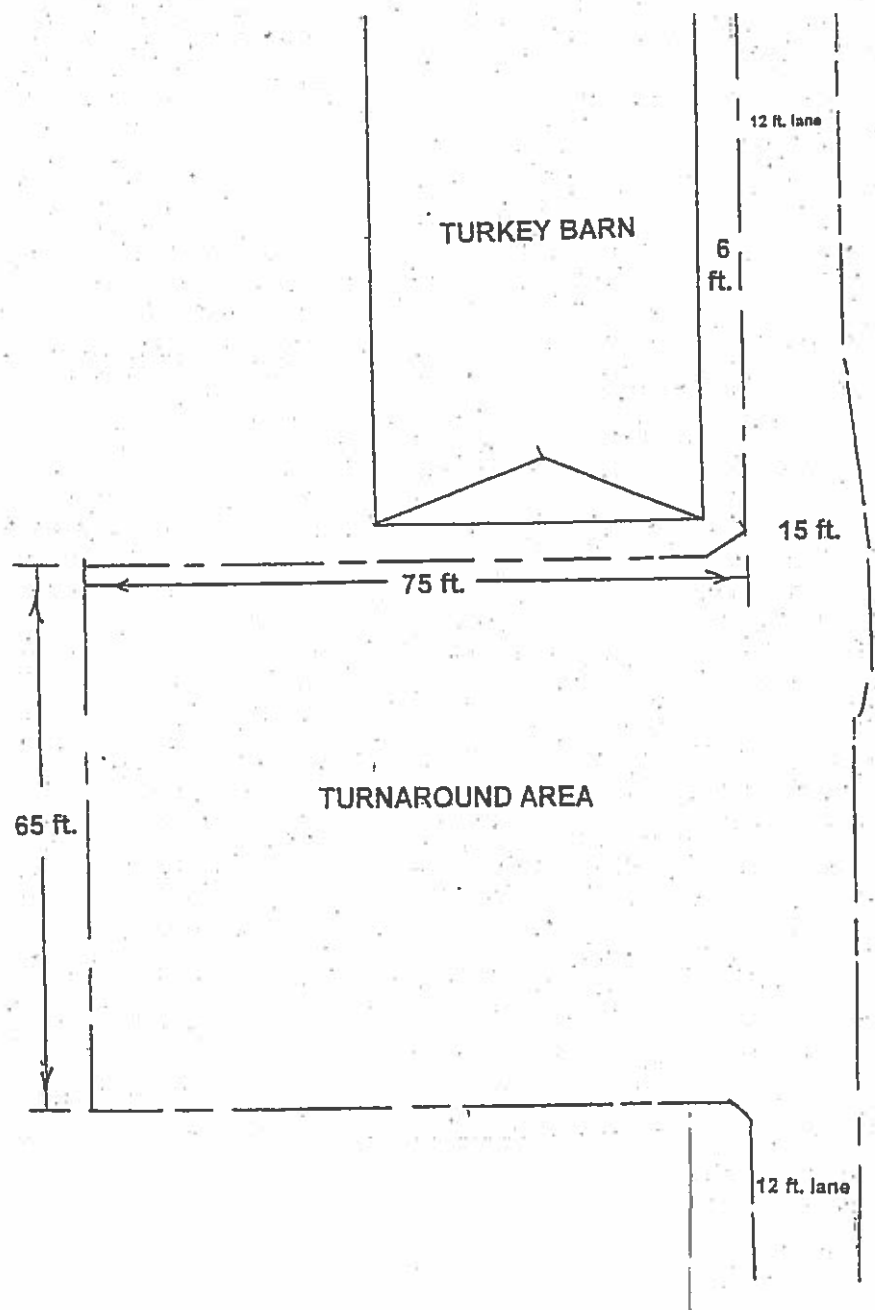 12 ft. lane
TURKEY BARN
6
ft.
15 ft.
75 ft.
TURNAROUND AREA
65 ft.
12 ft. lane